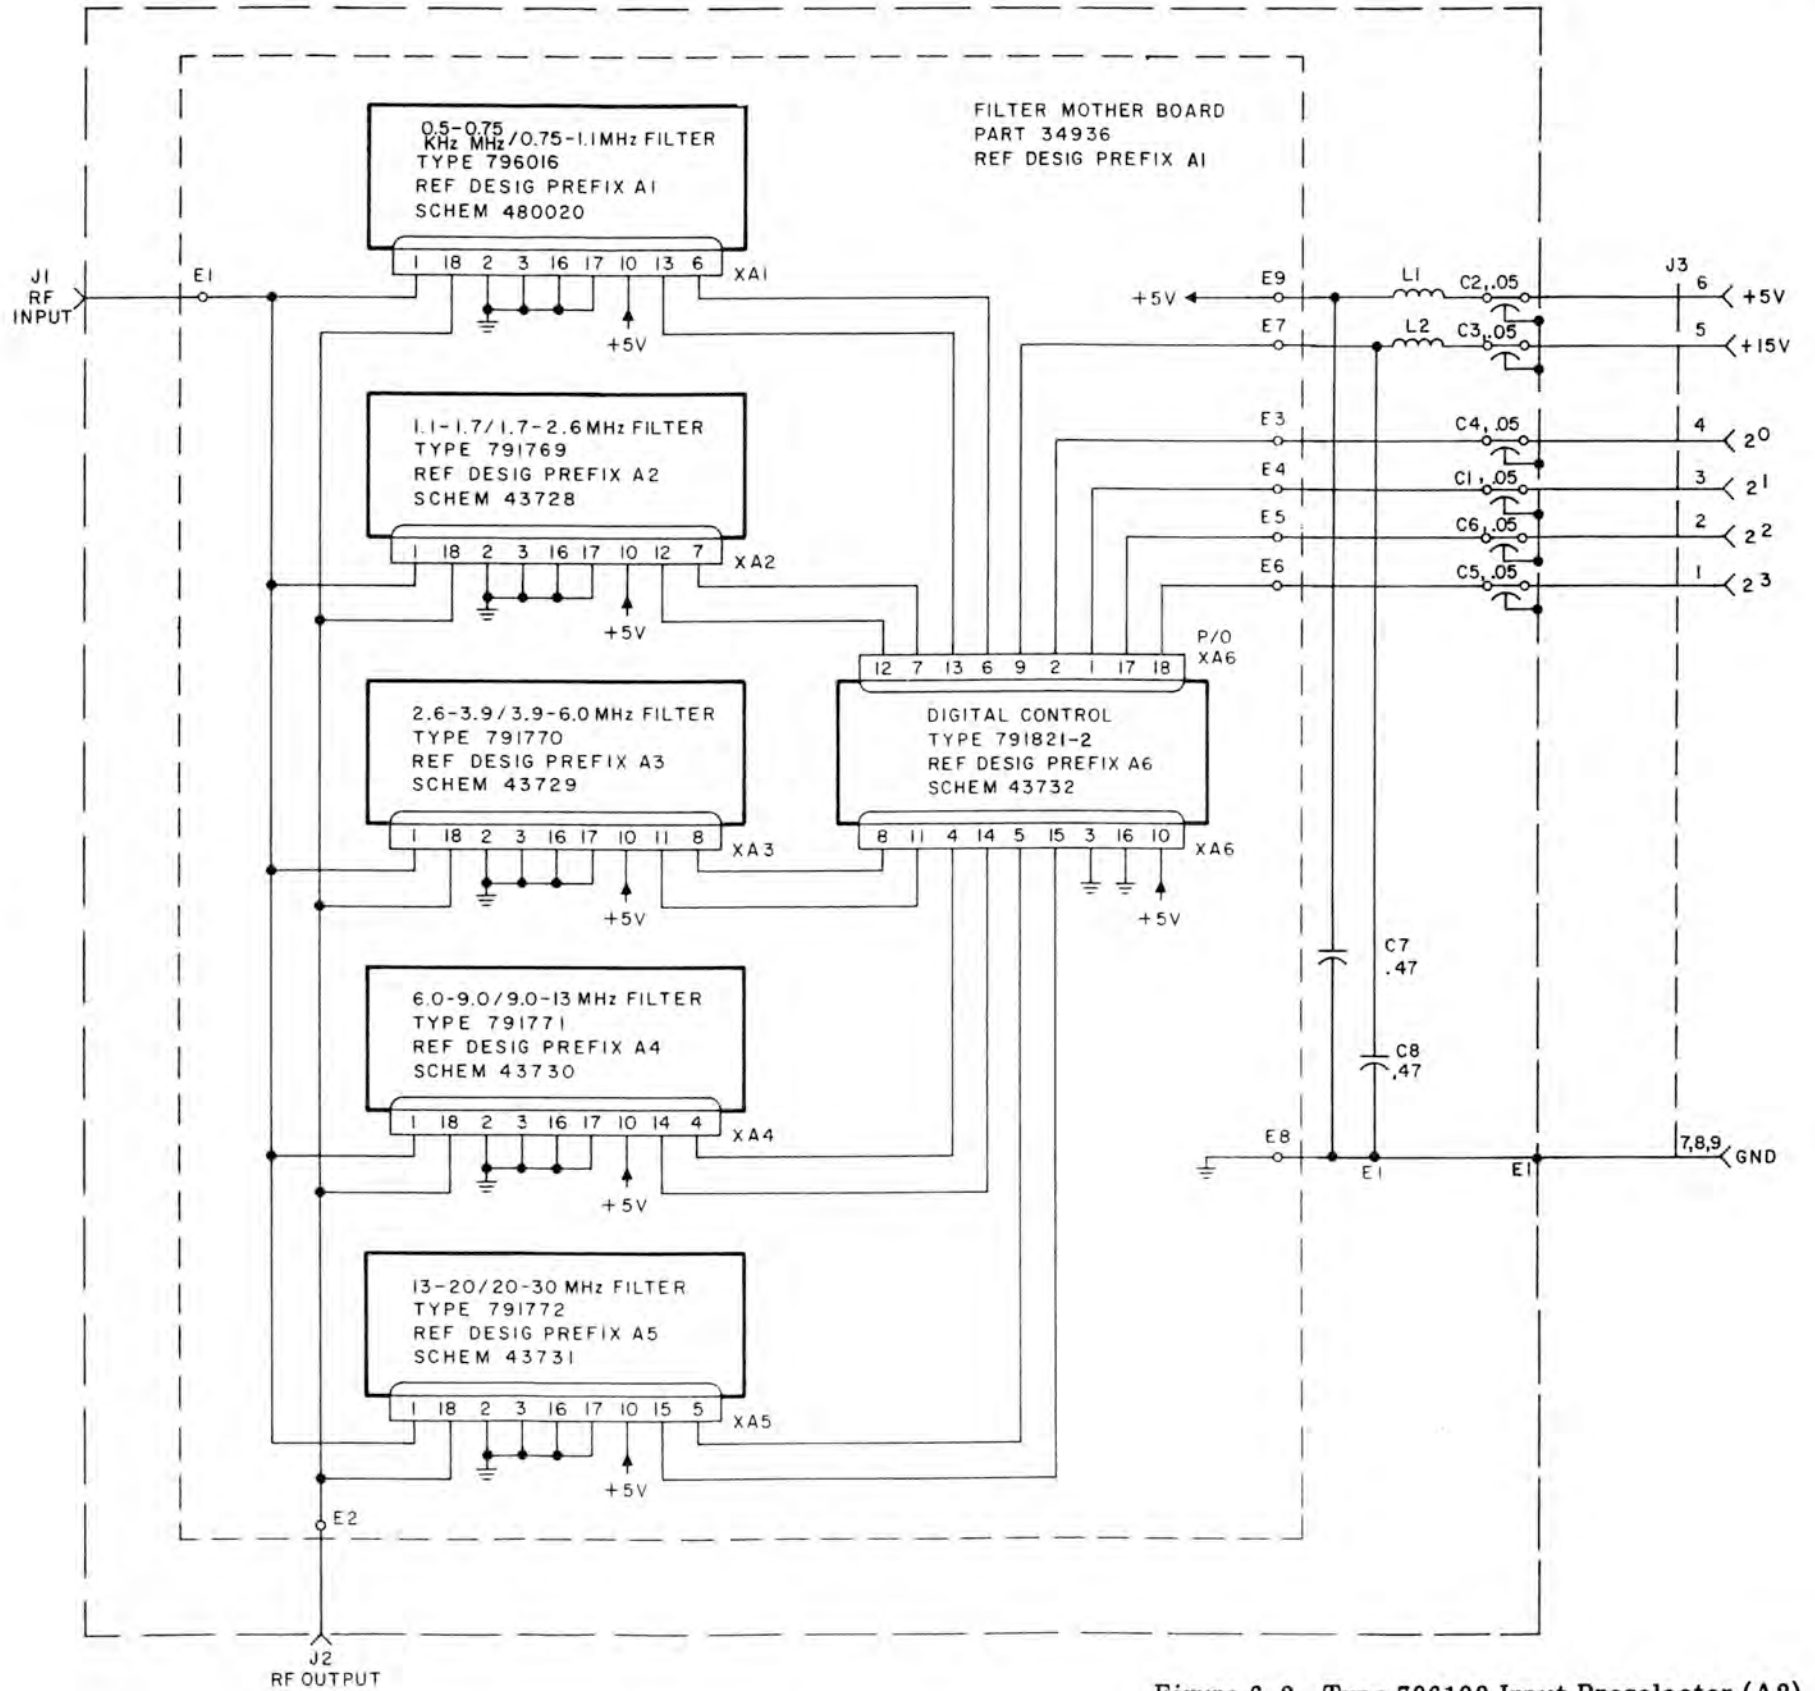 FILTER MOTHER BOARD
PART 34936
REF DESIG PREFIX A1
0.5-0.75
KHz MHz/0.75-1.1MHz FILTER
TYPE 796016
REF DESIG PREFIX A1
SCHEM 480020
1 18 2 3 16 17 10 13 6
XA1
+5V
J1
RF
INPUT
E1
1.1-1.7/1.7-2.6MHz FILTER
TYPE 791769
REF DESIG PREFIX A2
SCHEM 43728
1 18 2 3 16 17 10 12 7
XA2
+5V
2.6-3.9/3.9-6.0MHz FILTER
TYPE 791770
REF DESIG PREFIX A3
SCHEM 43729
1 18 2 3 16 17 10 11 8
XA3
+5V
6.0-9.0/9.0-13 MHz FILTER
TYPE 791771
REF DESIG PREFIX A4
SCHEM 43730
1 18 2 3 16 17 10 14 4
XA4
+5V
13-20/20-30 MHz FILTER
TYPE 791772
REF DESIG PREFIX A5
SCHEM 43731
1 18 2 3 16 17 10 15 5
XA5
+5V
E2
J2
RF OUTPUT
P/O
XA6
12 7 13 6 9 2 1 17 18
DIGITAL CONTROL
TYPE 791821-2
REF DESIG PREFIX A6
SCHEM 43732
8 11 4 14 5 15 3 16 10
XA6
+5V
J3
+5V E9 L1 C2,.05 6 +5V
E7 L2 C3,.05 5 +15V
E3 C4,.05 4 2⁰
E4 C1,.05 3 2¹
E5 C6,.05 2 2²
E6 C5,.05 1 2³
C7
.47
C8
.47
E8 E1 E1 7,8,9 GND
Figure 6-2. Type 796100 Input Preselector (A2)